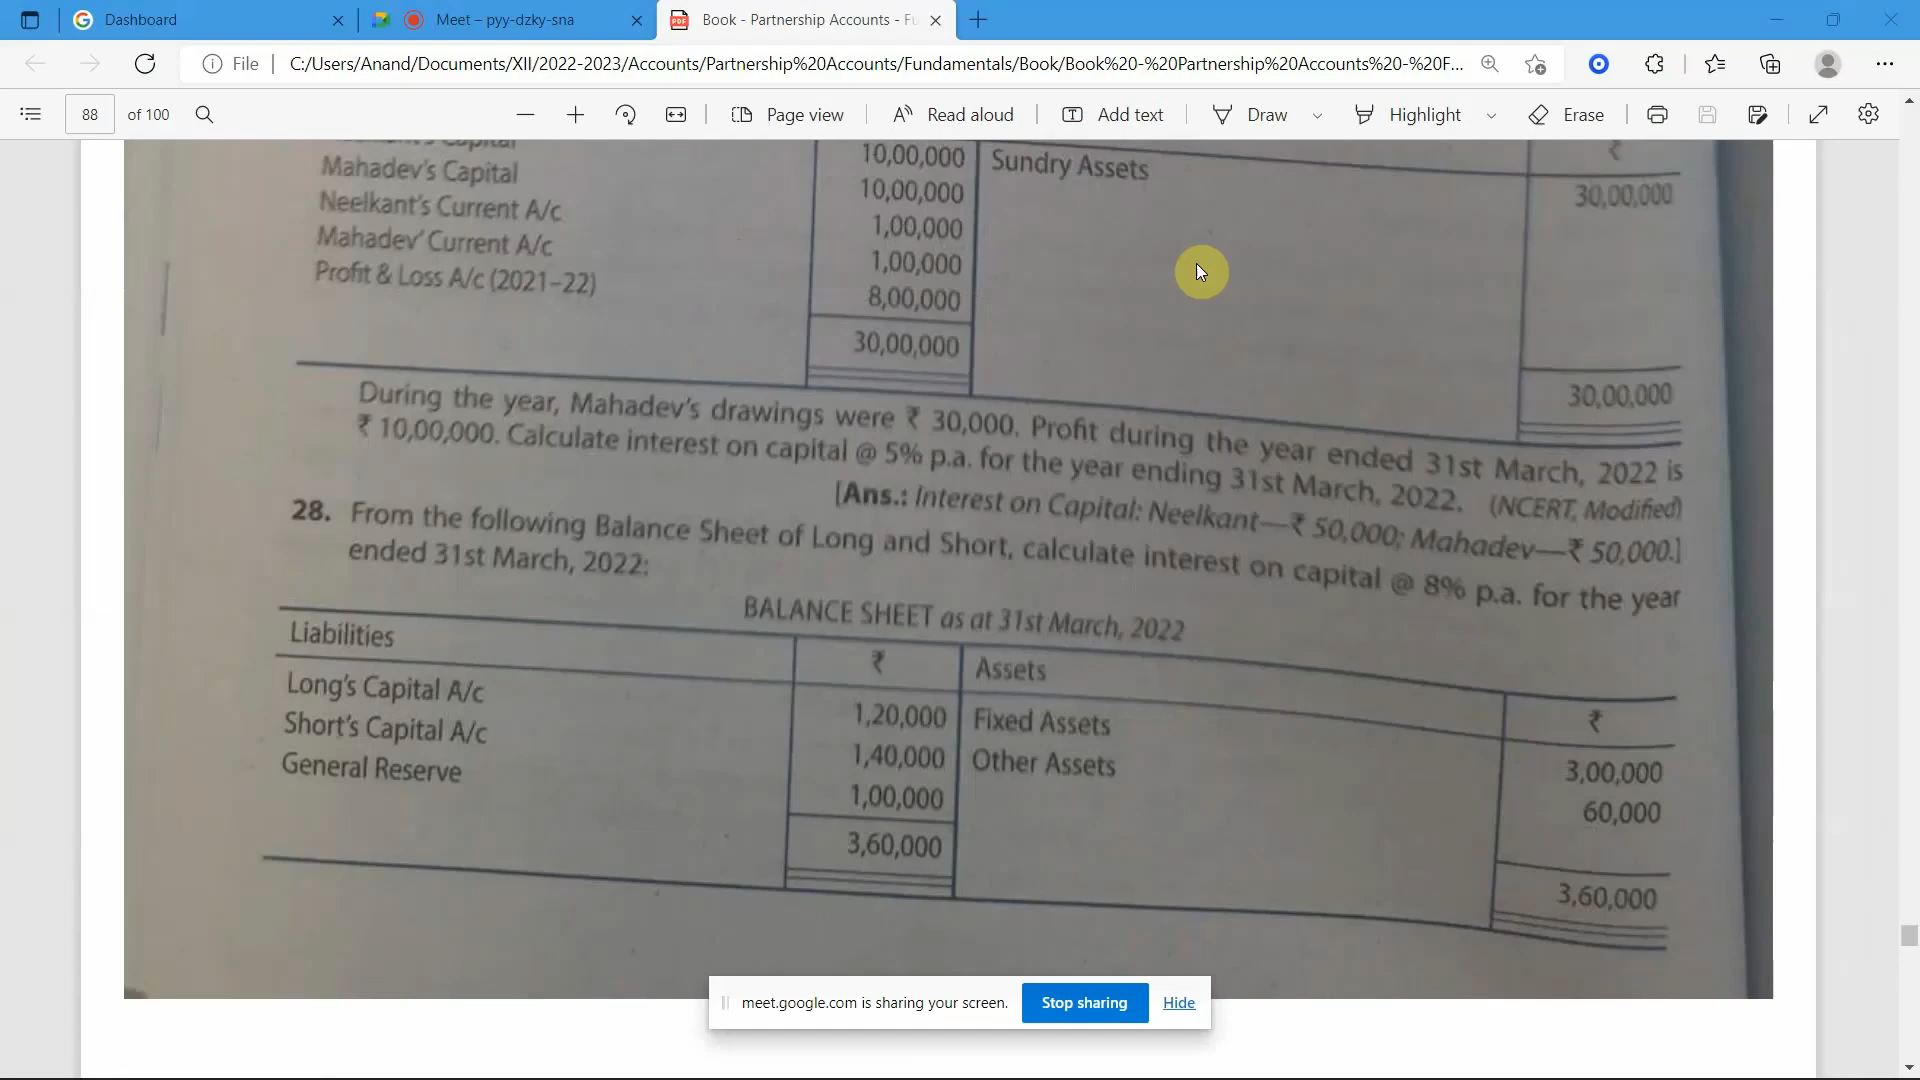 Dashboard
Meet – pyy-dzky-sna
Book - Partnership Accounts - Fu
File
C:/Users/Anand/Documents/XII/2022-2023/Accounts/Partnership%20Accounts/Fundamentals/Book/Book%20-%20Partnership%20Accounts%20-%20F...
88 of 100
Page view
Read aloud
Add text
Draw
Highlight
Erase
Capital 10,00,000 Sundry Assets ₹
Mahadev's Capital 10,00,000 30,00,000
Neelkant's Current A/c 1,00,000
Mahadev' Current A/c 1,00,000
Profit & Loss A/c (2021–22) 8,00,000
30,00,000 30,00,000
During the year, Mahadev's drawings were ₹ 30,000. Profit during the year ended 31st March, 2022 is
₹ 10,00,000. Calculate interest on capital @ 5% p.a. for the year ending 31st March, 2022. (NCERT, Modified)
[Ans.: Interest on Capital: Neelkant—₹ 50,000; Mahadev—₹ 50,000.]
28. From the following Balance Sheet of Long and Short, calculate interest on capital @ 8% p.a. for the year
ended 31st March, 2022:
BALANCE SHEET as at 31st March, 2022
Liabilities ₹ Assets ₹
Long's Capital A/c 1,20,000 Fixed Assets 3,00,000
Short's Capital A/c 1,40,000 Other Assets 60,000
General Reserve 1,00,000
3,60,000 3,60,000
meet.google.com is sharing your screen.
Stop sharing
Hide